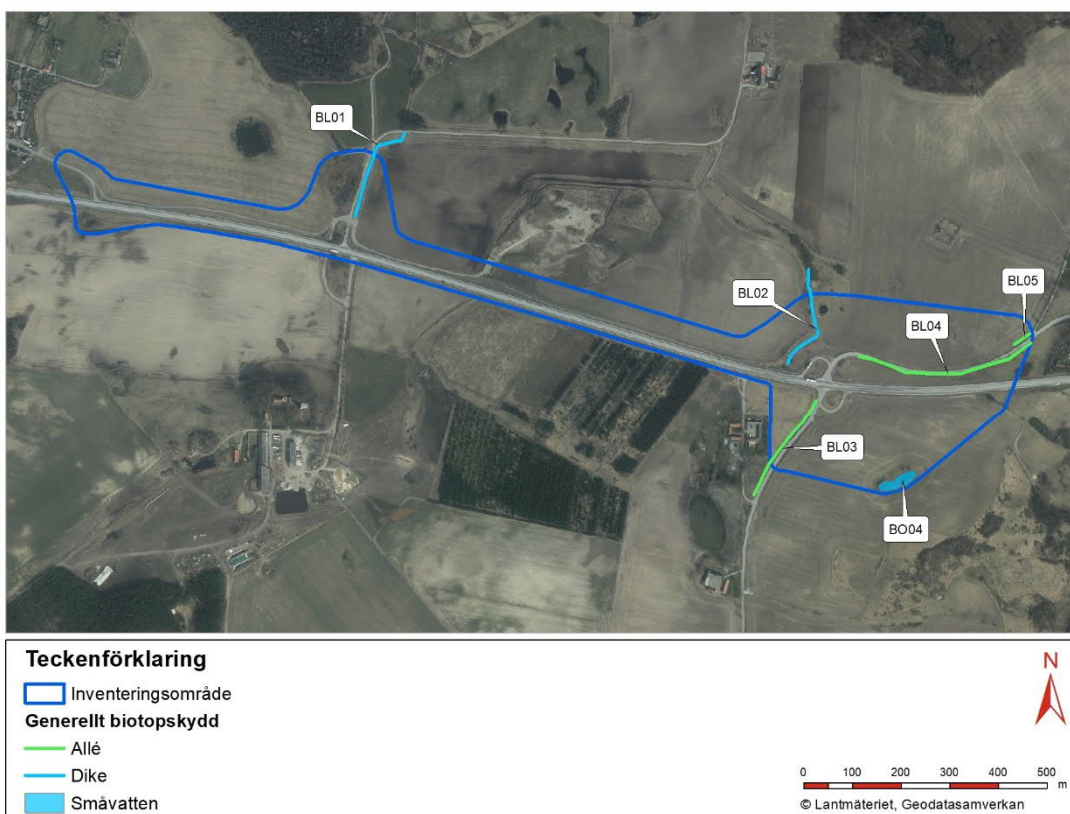 BL01
BL02
BL05
BL04
BL03
BO04
Teckenförklaring
Inventeringsområde
Generellt biotopskydd
Allé
Dike
Småvatten
N
0 100 200 300 400 500
m
© Lantmäteriet, Geodatasamverkan